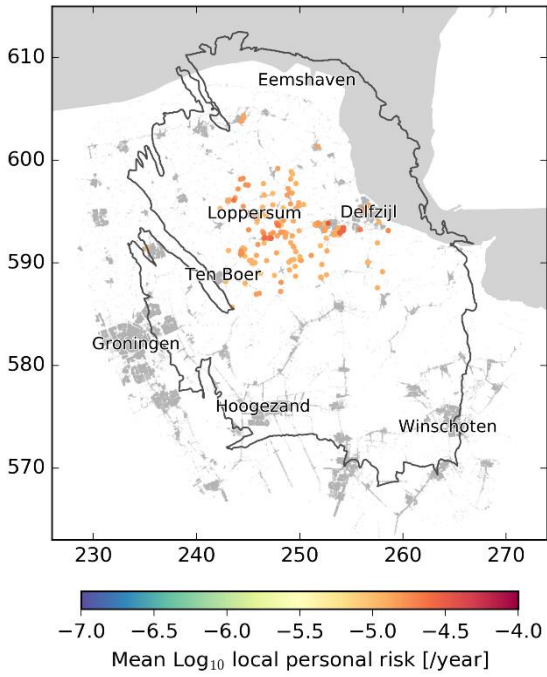 610
600
590
580
570
Eemshaven
Loppersum
Delfzijl
Ten Boer
Groningen
Hoogezand
Winschoten
230 240 250 260 270
−7.0 −6.5 −6.0 −5.5 −5.0 −4.5 −4.0
Mean Log₁₀ local personal risk [/year]